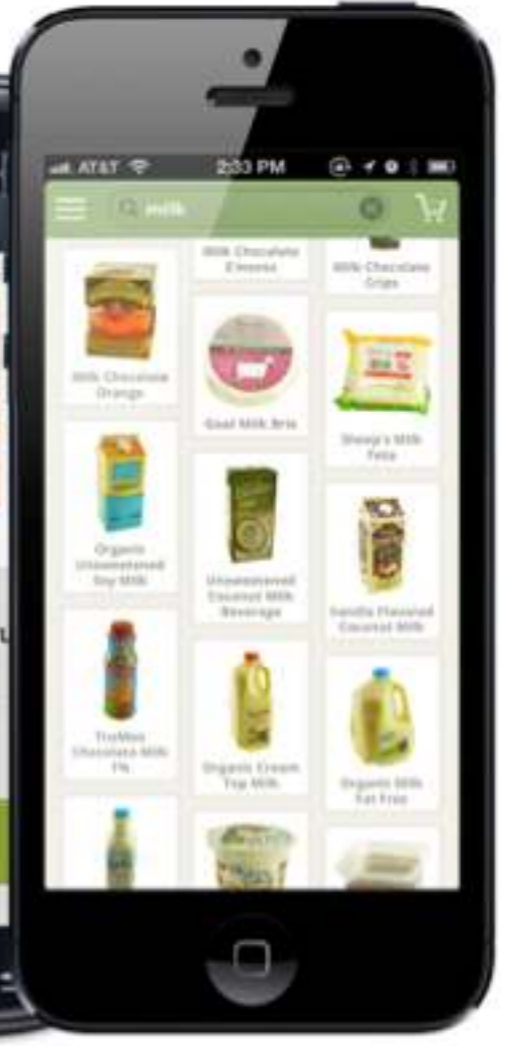 AT&T 2:33 PM
milk
Milk Chocolate
S'mores
Milk Chocolate
Crips
Milk Chocolate
Orange
Goat Milk Brie
Sheep's Milk
Feta
Organic
Unsweetened
Soy Milk
Unsweetened
Coconut Milk
Beverage
Vanilla Flavored
Coconut Milk
TruMoo
Chocolate Milk
1%
Organic Cream
Top Milk
Organic Milk
Fat Free